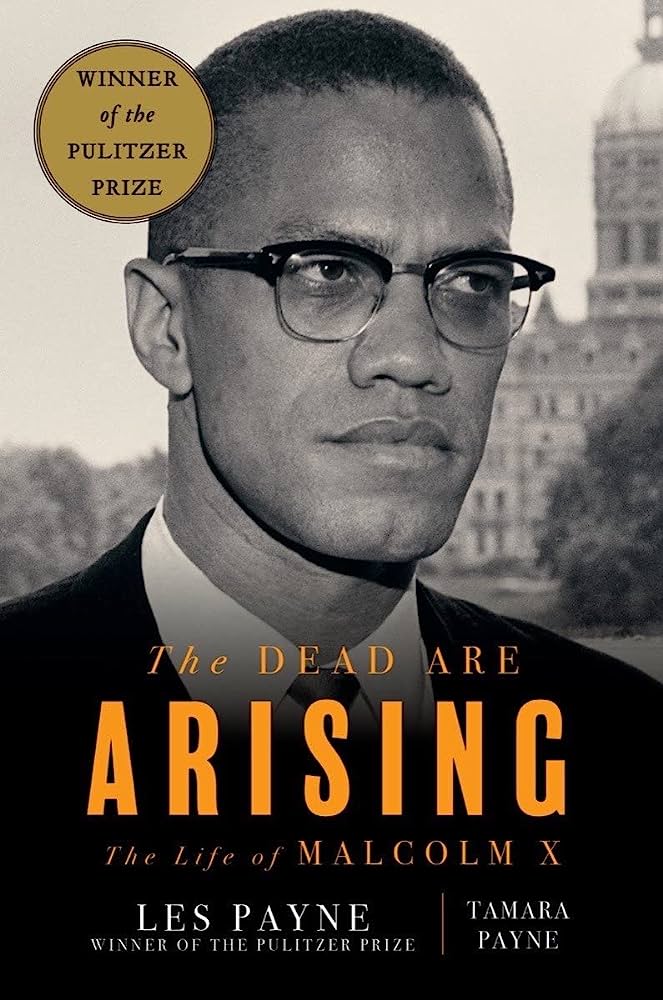 WINNER
of the
PULITZER
PRIZE
The DEAD ARE
ARISING
The Life of MALCOLM X
LES PAYNE
WINNER OF THE PULITZER PRIZE
TAMARA
PAYNE